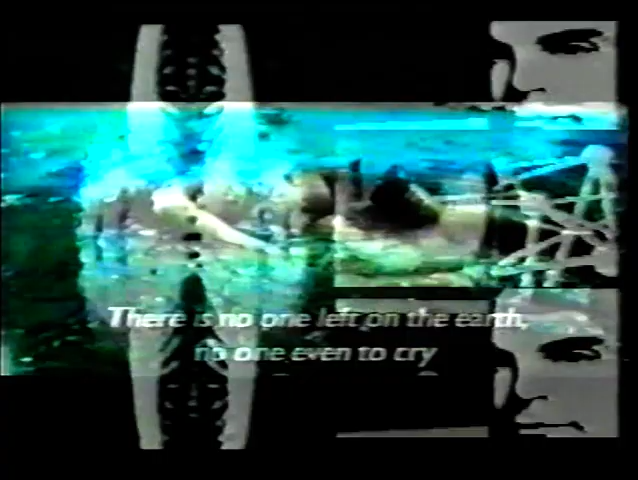 There is no one left on the earth,
no one even to cry